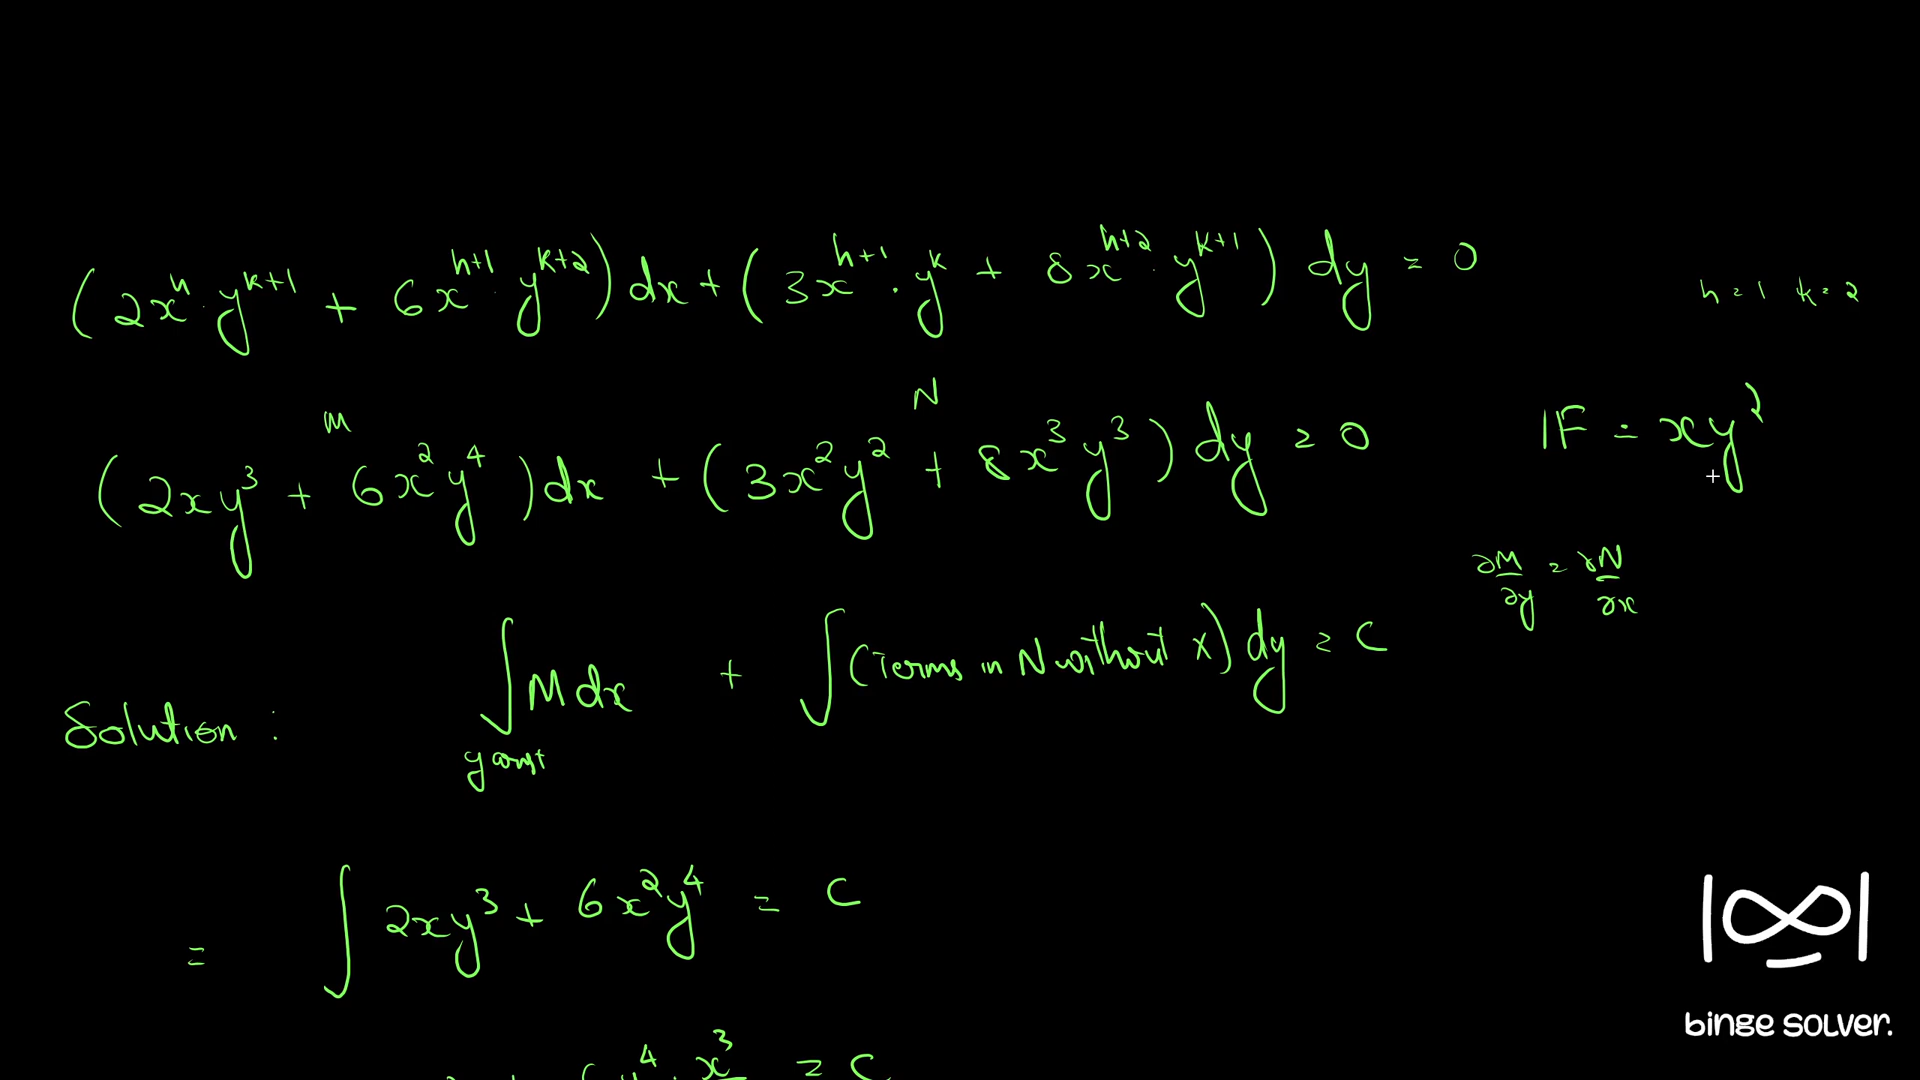 (2x^h · y^{k+1} + 6x^{h+1} · y^{k+2}) dx + (3x^{h+1} · y^k + 8x^{h+2} · y^{k+1}) dy = 0
h = 1 k = 2
M N
(2xy^3 + 6x^2y^4) dx + (3x^2y^2 + 8x^3y^3) dy = 0
IF = xy^2
∂M/∂y = ∂N/∂x
Solution : ∫ M dx + ∫ (Terms in N without x) dy = C
y const
= ∫ 2xy^3 + 6x^2y^4 = C
y^4 · x^3 = C
binge solver.